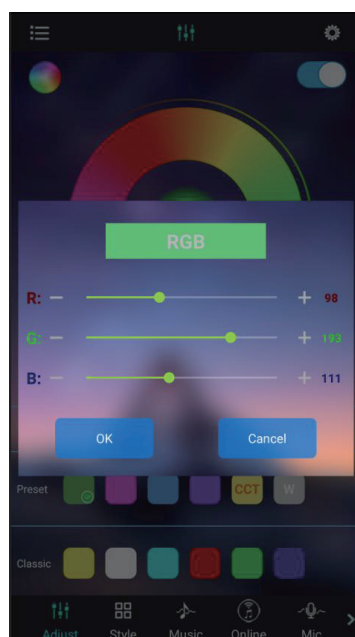 RGB
R: 98
G: 193
B: 111
OK Cancel
Preset CCT W
Classic
Adjust Style Music Online Mic